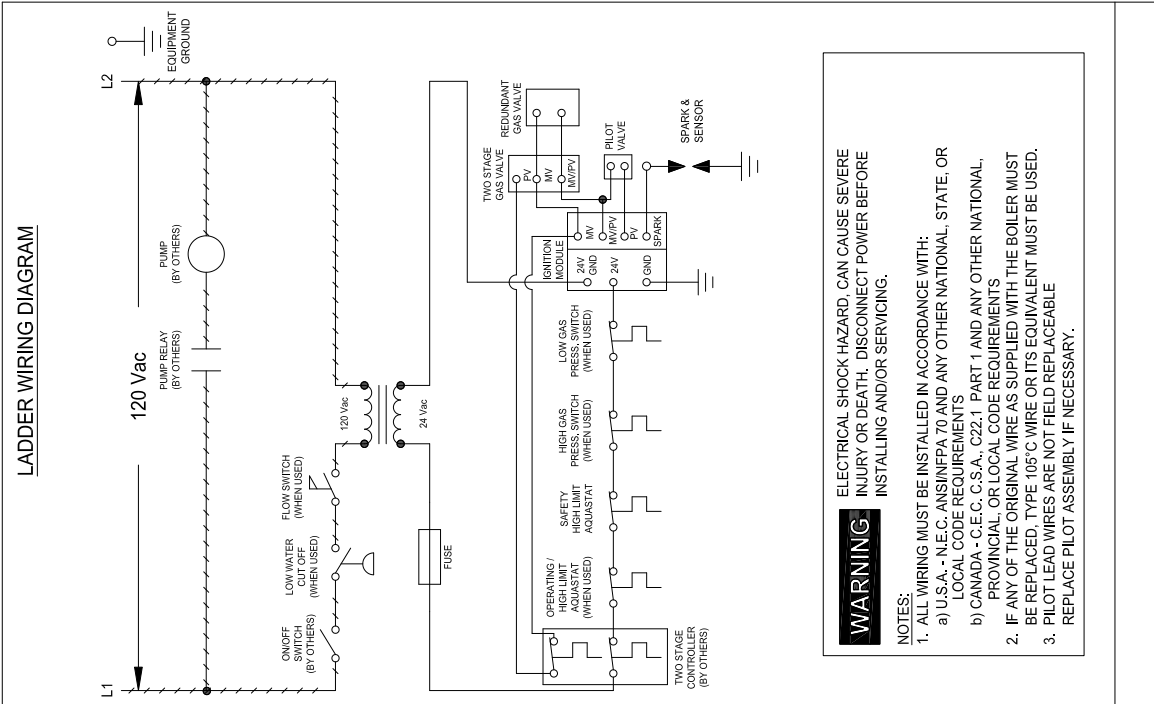 LADDER WIRING DIAGRAM
L1
120 Vac
L2
EQUIPMENT
GROUND
PUMP RELAY
(BY OTHERS)
PUMP
(BY OTHERS)
ON/OFF
SWITCH
(BY OTHERS)
LOW WATER
CUT OFF
(WHEN USED)
FLOW SWITCH
(WHEN USED)
120 Vac
24 Vac
FUSE
TWO STAGE
CONTROLLER
(BY OTHERS)
OPERATING /
HIGH LIMIT
AQUASTAT
(WHEN USED)
SAFETY
HIGH LIMIT
AQUASTAT
HIGH GAS
PRESS. SWITCH
(WHEN USED)
LOW GAS
PRESS. SWITCH
(WHEN USED)
IGNITION
MODULE
24V
GND
24V
GND
MV
MV/PV
PV
SPARK
TWO STAGE
GAS VALVE
PV
MV
MV/PV
REDUNDANT
GAS VALVE
PILOT
VALVE
SPARK &
SENSOR
WARNING
ELECTRICAL SHOCK HAZARD, CAN CAUSE SEVERE
INJURY OR DEATH. DISCONNECT POWER BEFORE
INSTALLING AND/OR SERVICING.
NOTES:
1. ALL WIRING MUST BE INSTALLED IN ACCORDANCE WITH:
a) U.S.A. - N.E.C. ANSI/NFPA 70 AND ANY OTHER NATIONAL, STATE, OR
LOCAL CODE REQUIREMENTS
b) CANADA - C.E.C. C.S.A., C22.1 PART 1 AND ANY OTHER NATIONAL,
PROVINCIAL, OR LOCAL CODE REQUIREMENTS
2. IF ANY OF THE ORIGINAL WIRE AS SUPPLIED WITH THE BOILER MUST
BE REPLACED, TYPE 105°C WIRE OR ITS EQUIVALENT MUST BE USED.
3. PILOT LEAD WIRES ARE NOT FIELD REPLACEABLE
REPLACE PILOT ASSEMBLY IF NECESSARY.